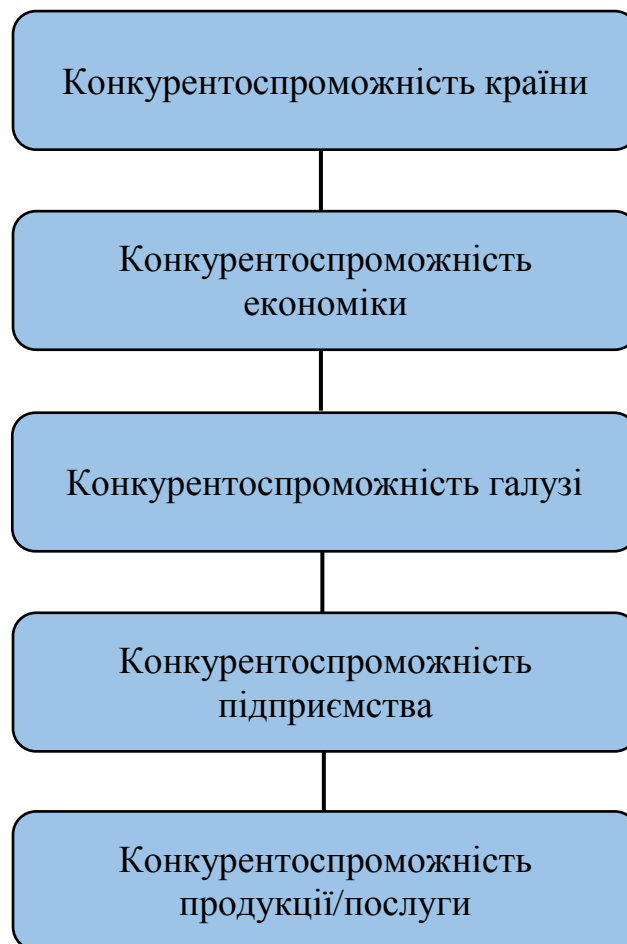 Конкурентоспроможність країни
Конкурентоспроможність
економіки
Конкурентоспроможність галузі
Конкурентоспроможність
підприємства
Конкурентоспроможність
продукції/послуги